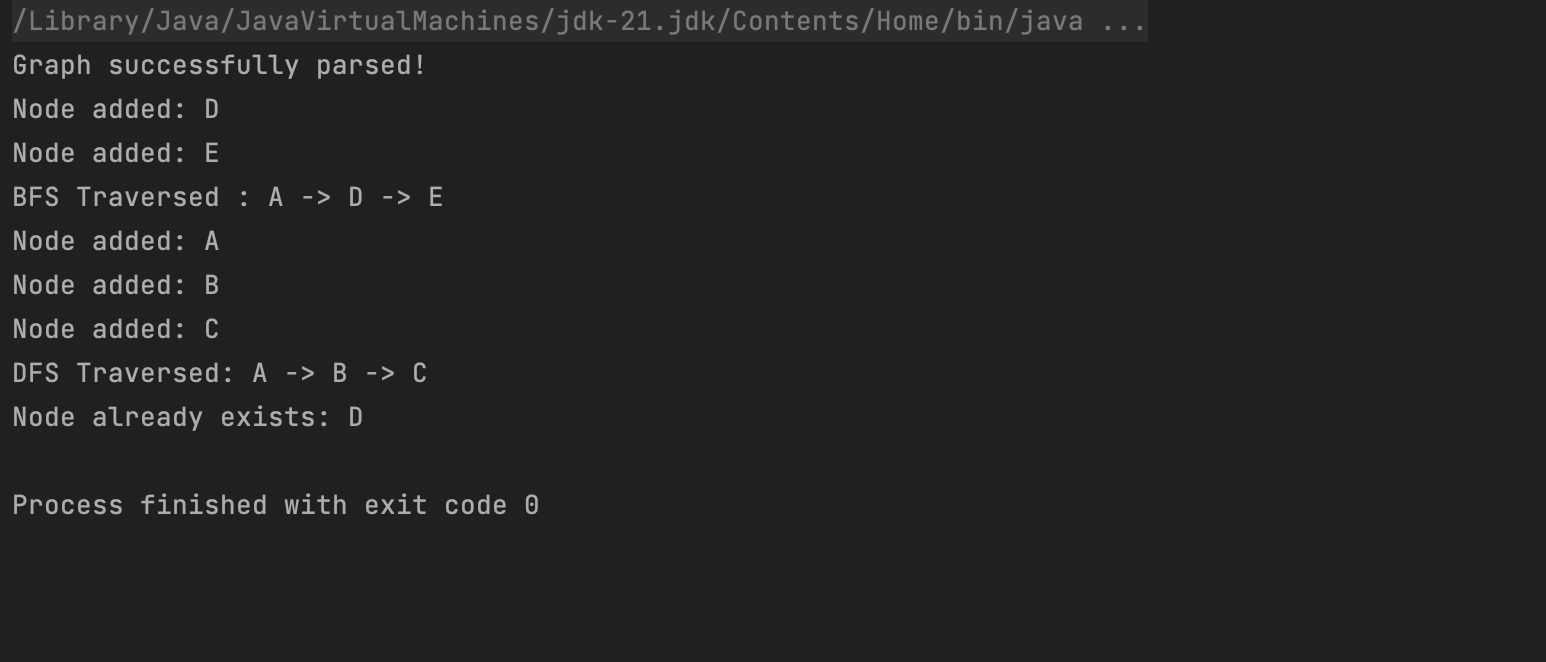 /Library/Java/JavaVirtualMachines/jdk-21.jdk/Contents/Home/bin/java ...
Graph successfully parsed!
Node added: D
Node added: E
BFS Traversed : A -> D -> E
Node added: A
Node added: B
Node added: C
DFS Traversed: A -> B -> C
Node already exists: D
Process finished with exit code 0